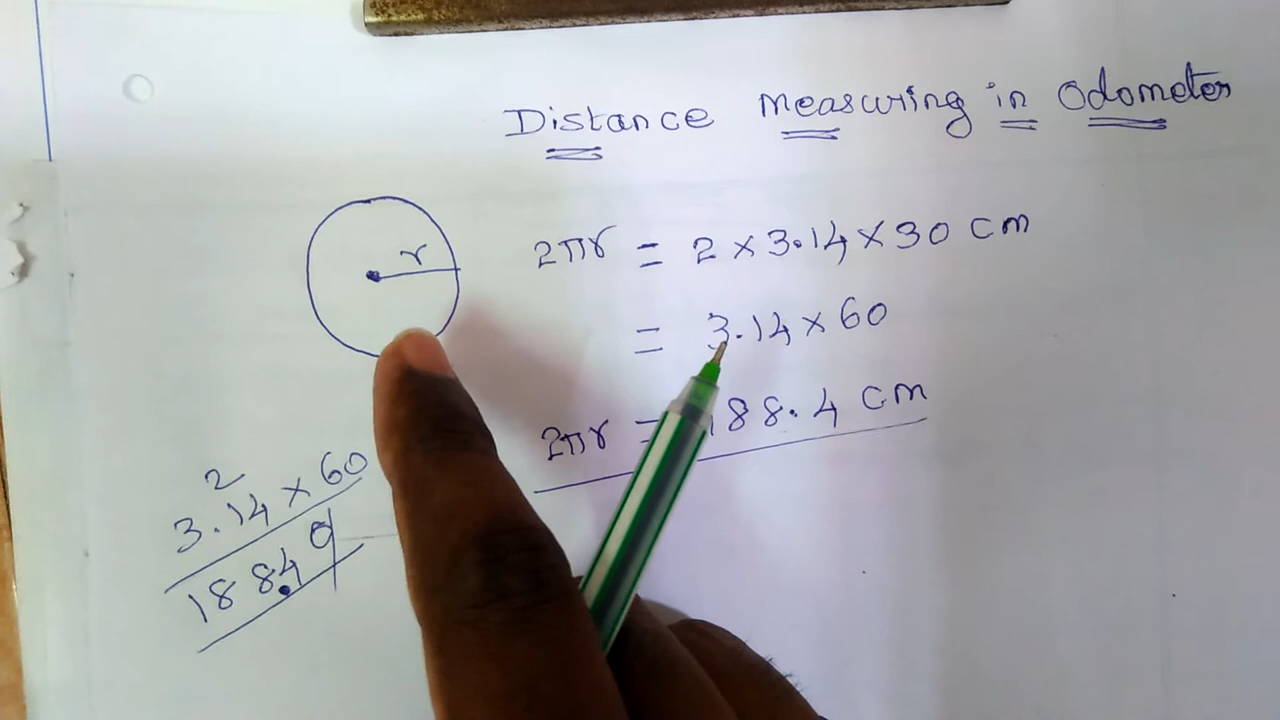 Distance measuring in Odometer
r
2πr = 2 × 3.14 × 30 cm
= 3.14 × 60
2πr = 188.4 cm
2
3.14 × 60
188.40